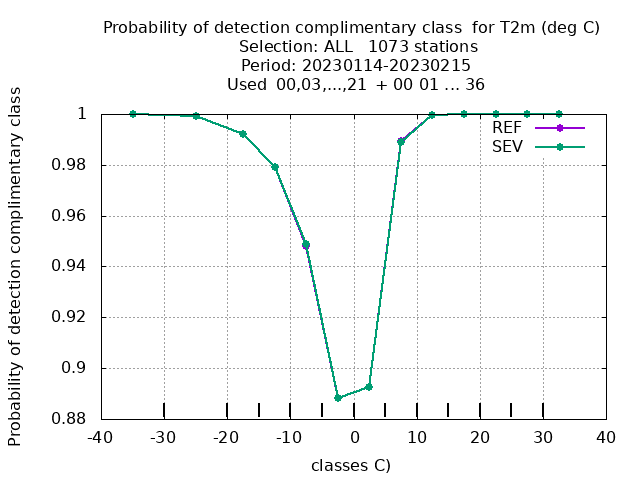 Probability of detection complimentary class  for T2m (deg C)
Selection: ALL   1073 stations
Period: 20230114-20230215
Used  00,03,...,21  + 00 01 ... 36
Probability of detection complimentary class
1
0.98
0.96
0.94
0.92
0.9
0.88
REF
SEV
-40 -30 -20 -10 0 10 20 30 40
classes C)